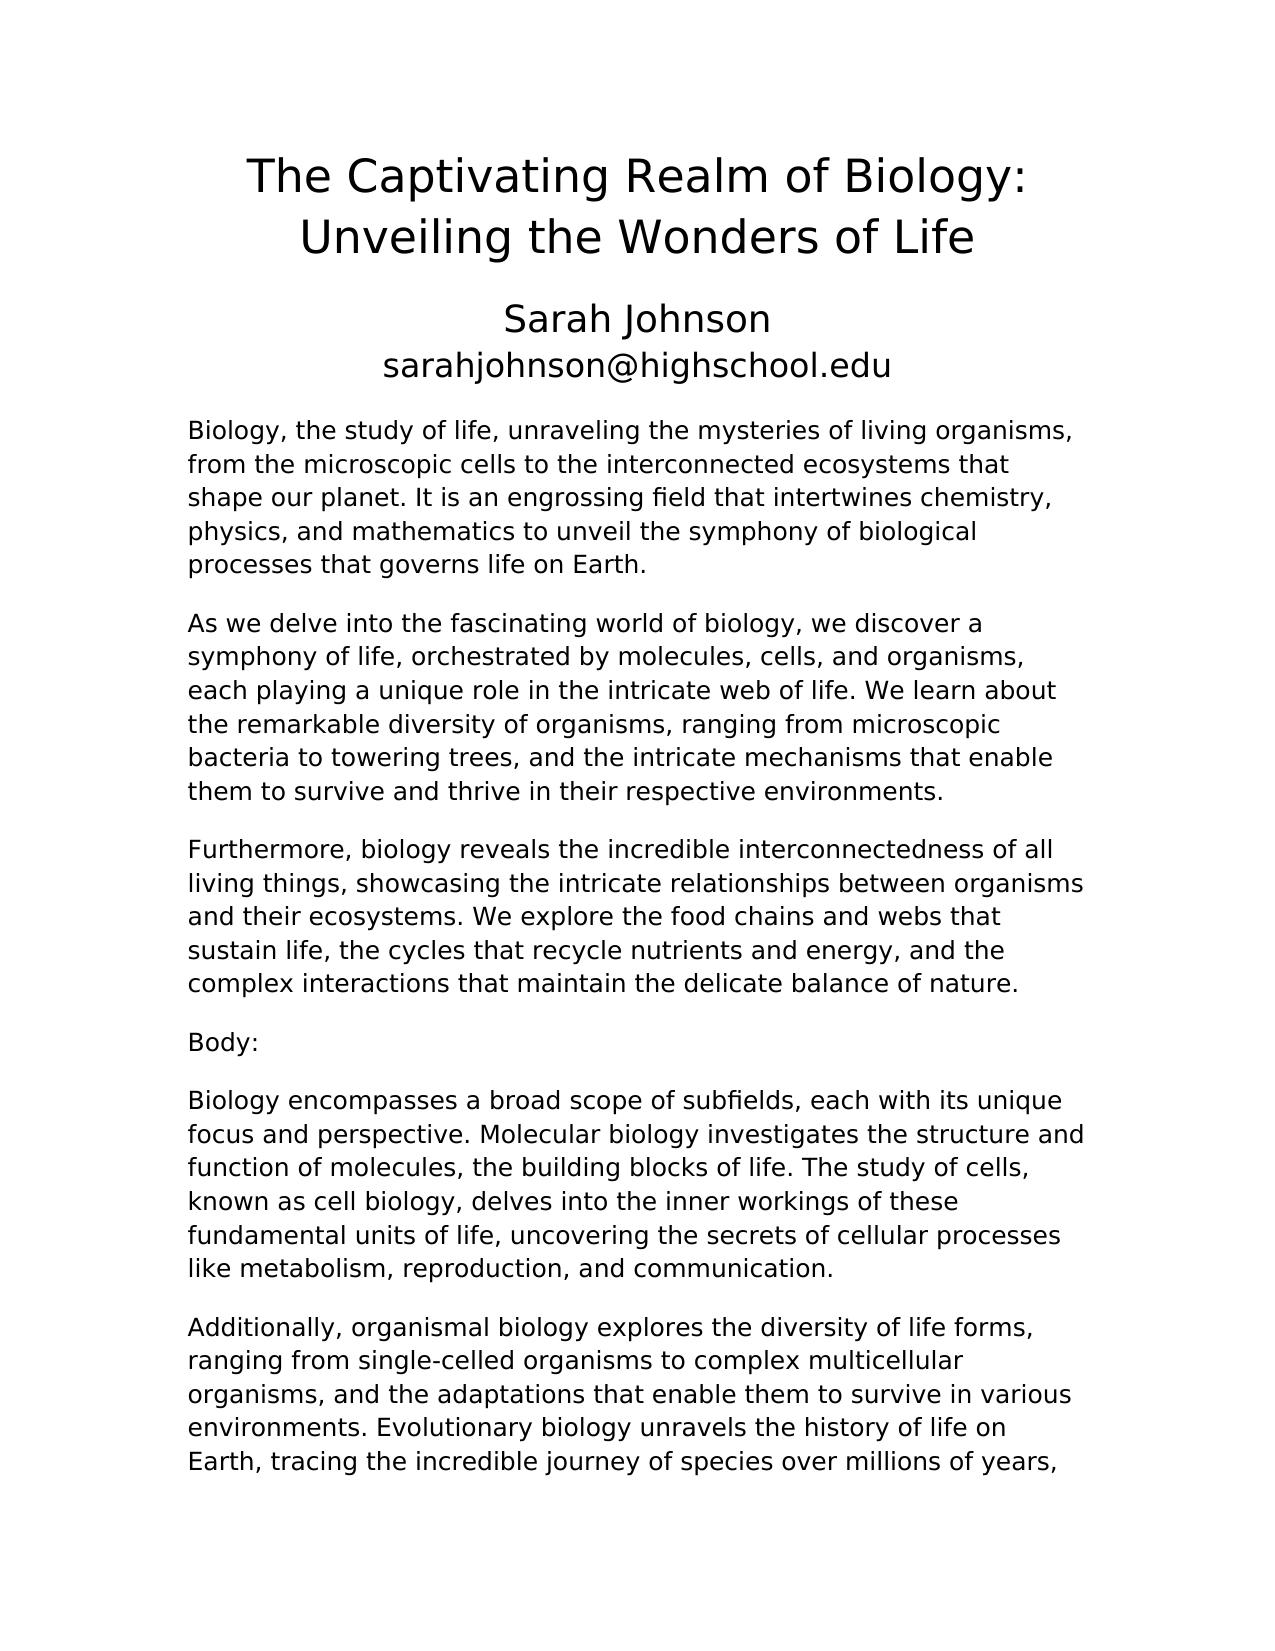 The Captivating Realm of Biology:
Unveiling the Wonders of Life
Sarah Johnson
sarahjohnson@highschool.edu
Biology, the study of life, unraveling the mysteries of living organisms,
from the microscopic cells to the interconnected ecosystems that
shape our planet. It is an engrossing field that intertwines chemistry,
physics, and mathematics to unveil the symphony of biological
processes that governs life on Earth.
As we delve into the fascinating world of biology, we discover a
symphony of life, orchestrated by molecules, cells, and organisms,
each playing a unique role in the intricate web of life. We learn about
the remarkable diversity of organisms, ranging from microscopic
bacteria to towering trees, and the intricate mechanisms that enable
them to survive and thrive in their respective environments.
Furthermore, biology reveals the incredible interconnectedness of all
living things, showcasing the intricate relationships between organisms
and their ecosystems. We explore the food chains and webs that
sustain life, the cycles that recycle nutrients and energy, and the
complex interactions that maintain the delicate balance of nature.
Body:
Biology encompasses a broad scope of subfields, each with its unique
focus and perspective. Molecular biology investigates the structure and
function of molecules, the building blocks of life. The study of cells,
known as cell biology, delves into the inner workings of these
fundamental units of life, uncovering the secrets of cellular processes
like metabolism, reproduction, and communication.
Additionally, organismal biology explores the diversity of life forms,
ranging from single-celled organisms to complex multicellular
organisms, and the adaptations that enable them to survive in various
environments. Evolutionary biology unravels the history of life on
Earth, tracing the incredible journey of species over millions of years,